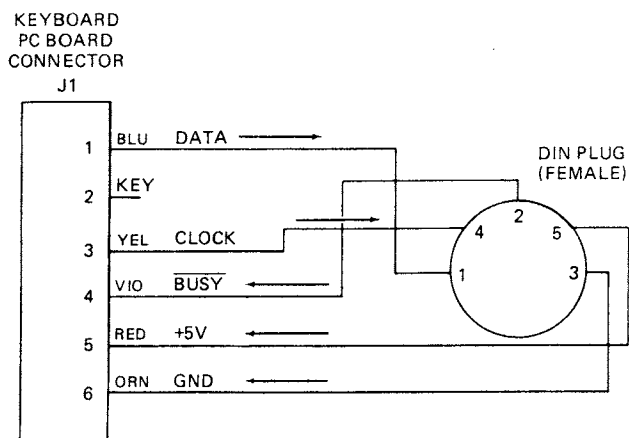 KEYBOARD
PC BOARD
CONNECTOR
J1
1 BLU DATA
2 KEY
3 YEL CLOCK
4 VIO BUSY
5 RED +5V
6 ORN GND
DIN PLUG
(FEMALE)
2
4 5
1 3